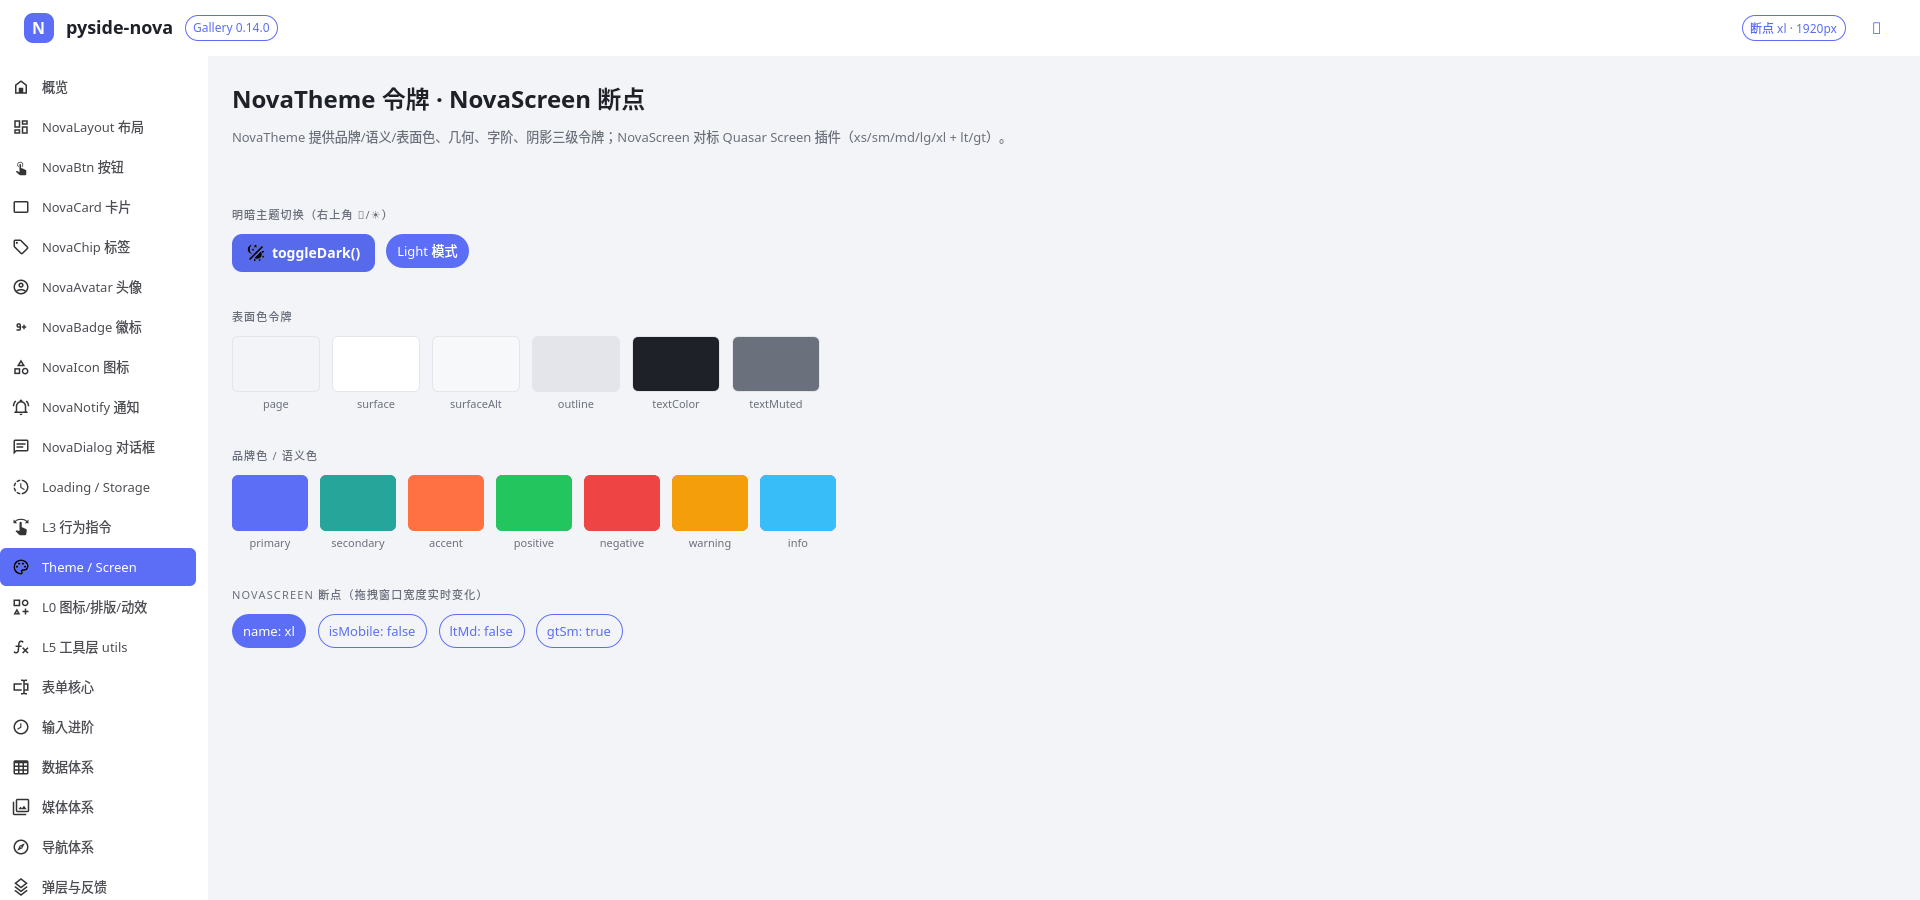 N pyside-nova Gallery 0.14.0 断点 xl · 1920px
概览
NovaLayout 布局
NovaBtn 按钮
NovaCard 卡片
NovaChip 标签
NovaAvatar 头像
9+ NovaBadge 徽标
NovaIcon 图标
NovaNotify 通知
NovaDialog 对话框
Loading / Storage
L3 行为指令
Theme / Screen
L0 图标/排版/动效
L5 工具层 utils
表单核心
输入进阶
数据体系
媒体体系
导航体系
弹层与反馈
NovaTheme 令牌 · NovaScreen 断点
NovaTheme 提供品牌/语义/表面色、几何、字阶、阴影三级令牌；NovaScreen 对标 Quasar Screen 插件（xs/sm/md/lg/xl + lt/gt）。
明暗主题切换（右上角 ▯/☀）
toggleDark() Light 模式
表面色令牌
page surface surfaceAlt outline textColor textMuted
品牌色 / 语义色
primary secondary accent positive negative warning info
NOVASCREEN 断点（拖拽窗口宽度实时变化）
name: xl isMobile: false ltMd: false gtSm: true